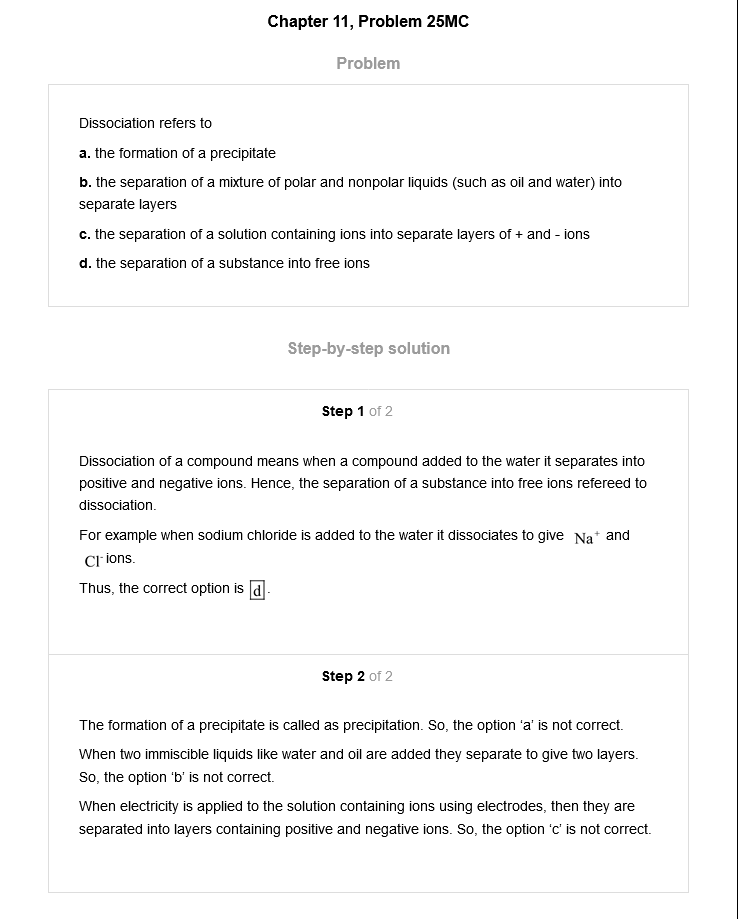 Chapter 11, Problem 25MC
Problem
Dissociation refers to
a. the formation of a precipitate
b. the separation of a mixture of polar and nonpolar liquids (such as oil and water) into
separate layers
c. the separation of a solution containing ions into separate layers of + and - ions
d. the separation of a substance into free ions
Step-by-step solution
Step 1 of 2
Dissociation of a compound means when a compound added to the water it separates into
positive and negative ions. Hence, the separation of a substance into free ions refereed to
dissociation.
For example when sodium chloride is added to the water it dissociates to give Na⁺ and
Cl⁻ ions.
Thus, the correct option is d.
Step 2 of 2
The formation of a precipitate is called as precipitation. So, the option ‘a’ is not correct.
When two immiscible liquids like water and oil are added they separate to give two layers.
So, the option ‘b’ is not correct.
When electricity is applied to the solution containing ions using electrodes, then they are
separated into layers containing positive and negative ions. So, the option ‘c’ is not correct.